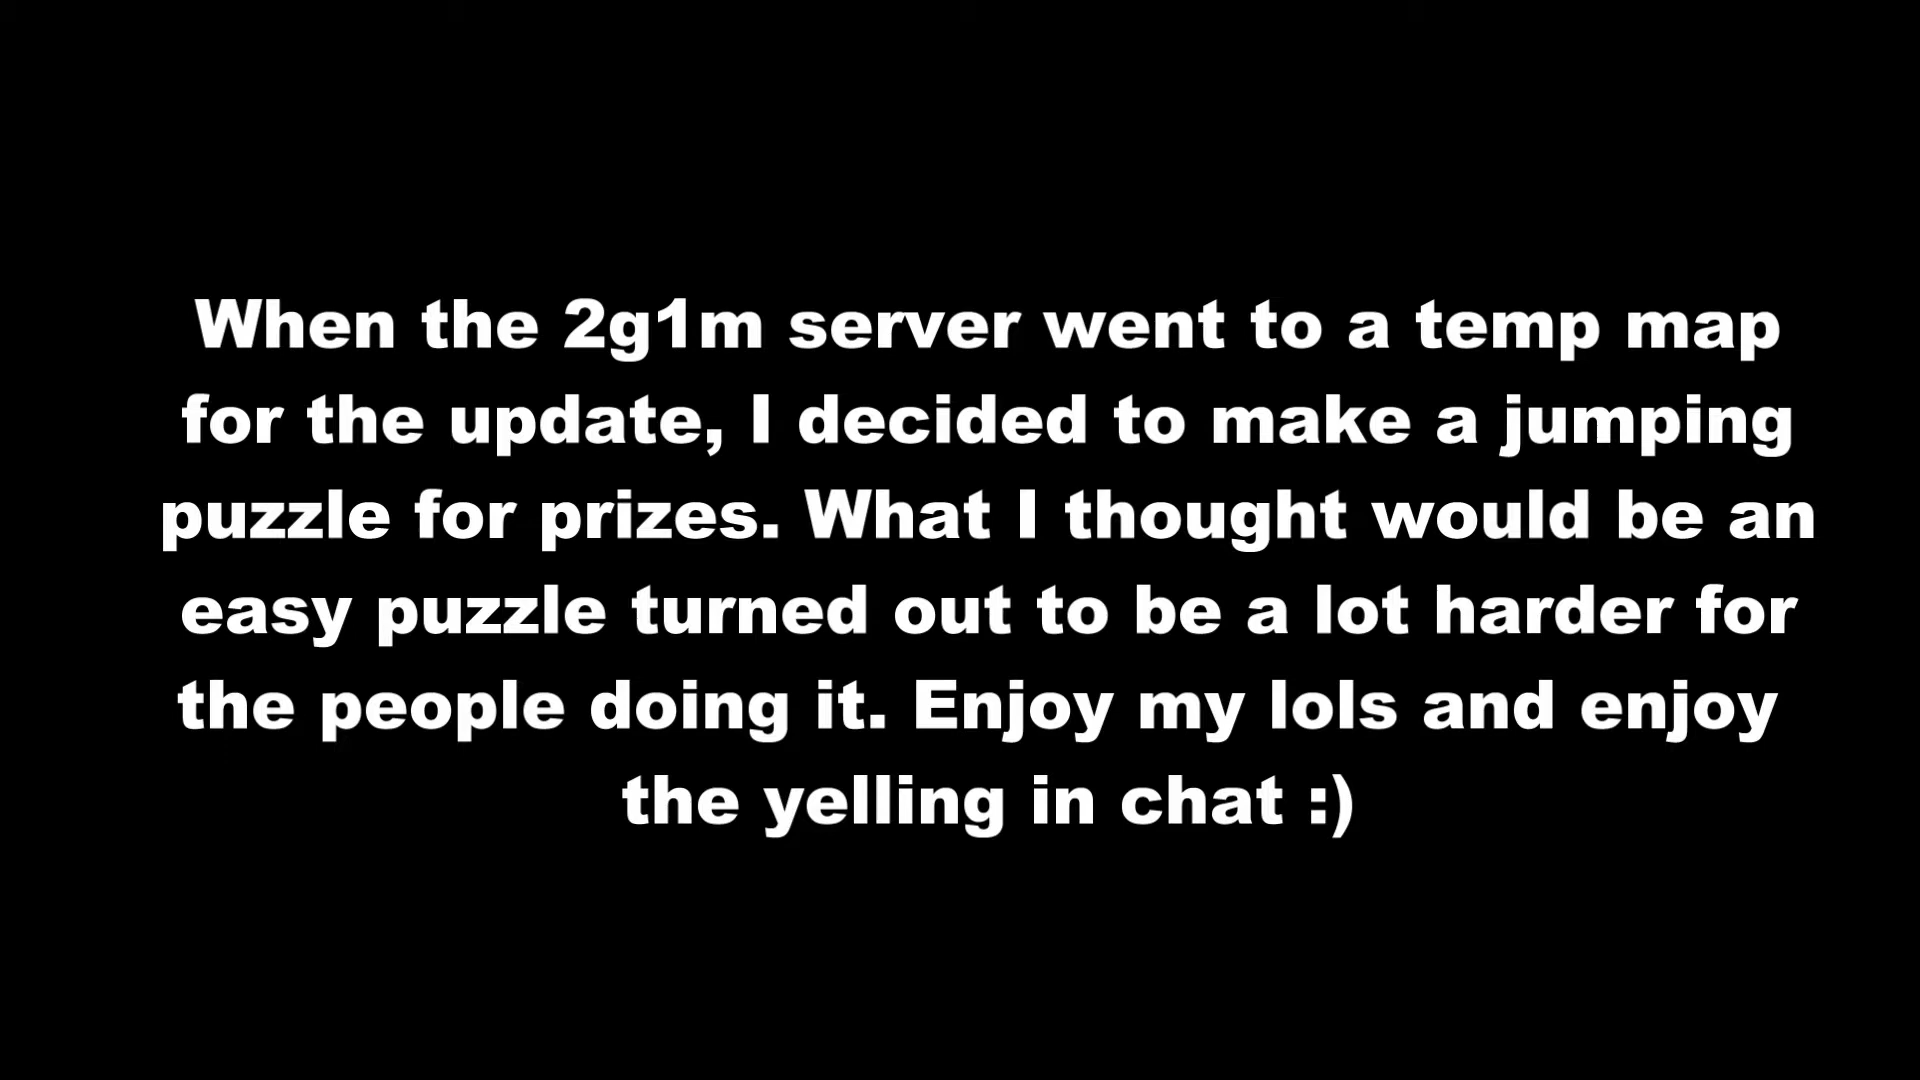 When the 2g1m server went to a temp map
for the update, I decided to make a jumping
puzzle for prizes. What I thought would be an
easy puzzle turned out to be a lot harder for
the people doing it. Enjoy my lols and enjoy
the yelling in chat :)